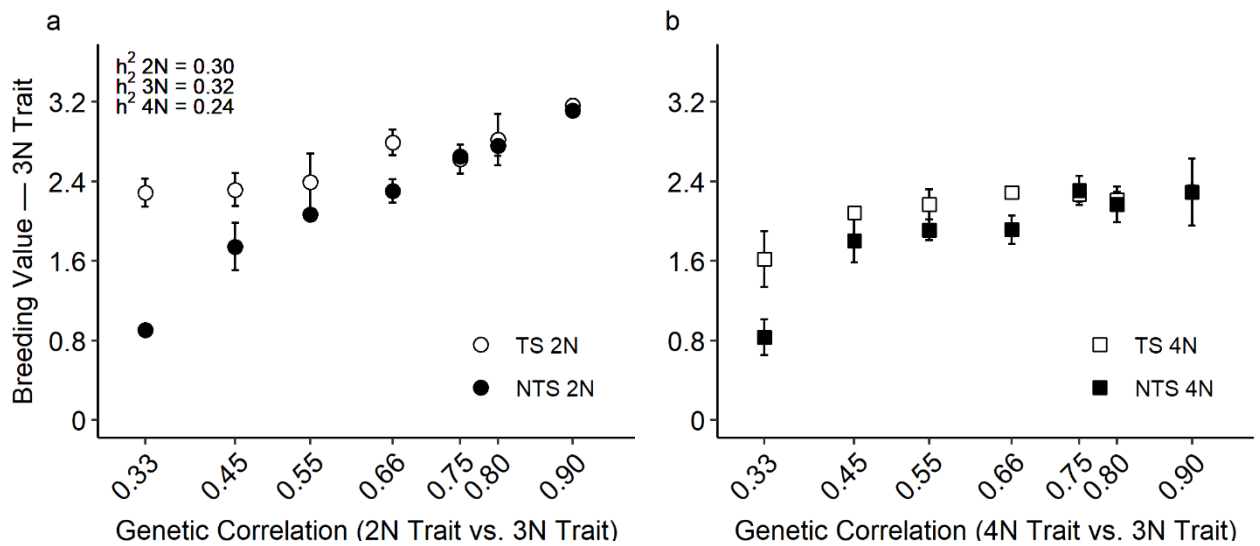 a
h² 2N = 0.30
h² 3N = 0.32
h² 4N = 0.24
Breeding Value — 3N Trait
3.2
2.4
1.6
0.8
0
TS 2N
NTS 2N
0.33
0.45
0.55
0.66
0.75
0.80
0.90
Genetic Correlation (2N Trait vs. 3N Trait)
b
3.2
2.4
1.6
0.8
0
TS 4N
NTS 4N
0.33
0.45
0.55
0.66
0.75
0.80
0.90
Genetic Correlation (4N Trait vs. 3N Trait)